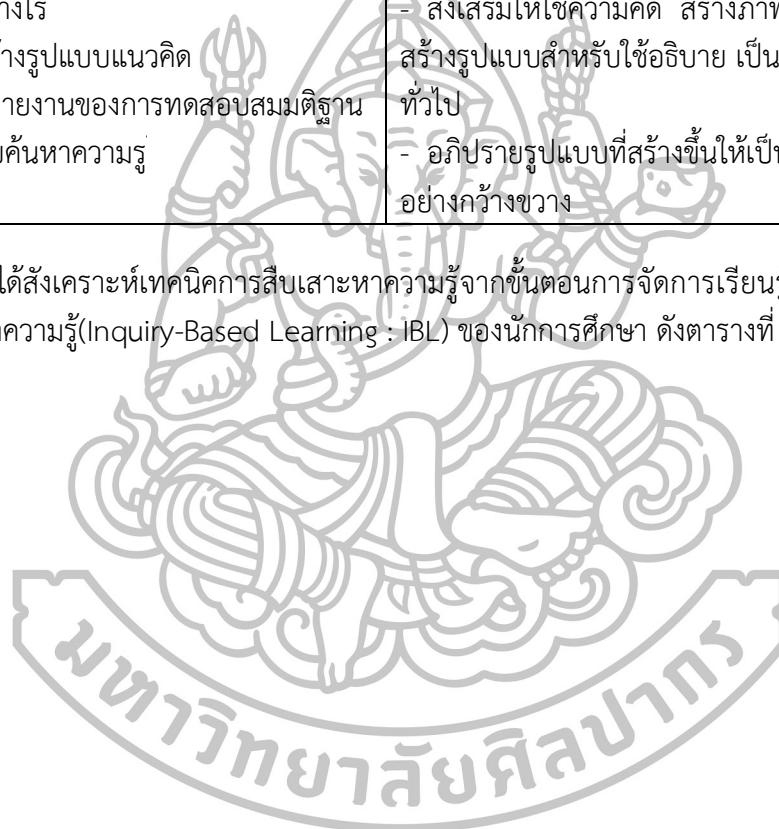 างไร
างรูปแบบแนวคิด
ายงานของการทดสอบสมมติฐาน
บค้นหาความรู้
- ส่งเสริมให้ใช้ความคิด สร้างภาพ
สร้างรูปแบบสำหรับใช้อธิบาย เป็น
ทั่วไป
- อภิปรายรูปแบบที่สร้างขึ้นให้เป็น
อย่างกว้างขวาง
ได้สังเคราะห์เทคนิคการสืบเสาะหาความรู้จากขั้นตอนการจัดการเรียนรู
าความรู้(Inquiry-Based Learning : IBL) ของนักการศึกษา ดังตารางที่
มหาวิทยาลัยศิลปากร